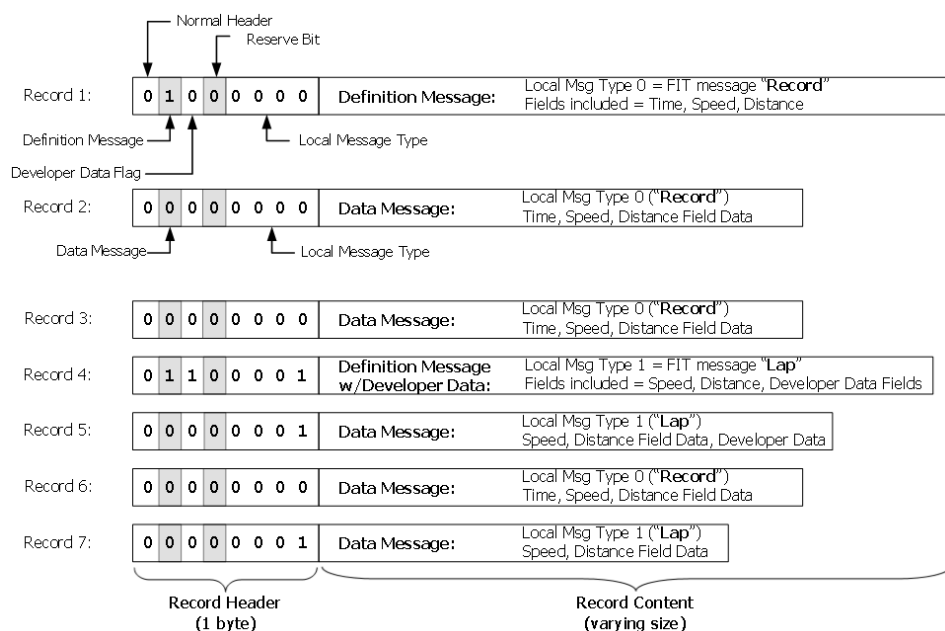 Normal Header
Reserve Bit
Record 1: 0 1 0 0 0 0 0 0 Definition Message: Local Msg Type 0 = FIT message “Record”
Fields included = Time, Speed, Distance
Definition Message Local Message Type
Developer Data Flag
Record 2: 0 0 0 0 0 0 0 0 Data Message: Local Msg Type 0 (“Record”)
Time, Speed, Distance Field Data
Data Message Local Message Type
Record 3: 0 0 0 0 0 0 0 0 Data Message: Local Msg Type 0 (“Record”)
Time, Speed, Distance Field Data
Record 4: 0 1 1 0 0 0 0 1 Definition Message Local Msg Type 1 = FIT message “Lap”
w/Developer Data: Fields included = Speed, Distance, Developer Data Fields
Record 5: 0 0 0 0 0 0 0 1 Data Message: Local Msg Type 1 (“Lap”)
Speed, Distance Field Data, Developer Data
Record 6: 0 0 0 0 0 0 0 0 Data Message: Local Msg Type 0 (“Record”)
Time, Speed, Distance Field Data
Record 7: 0 0 0 0 0 0 0 1 Data Message: Local Msg Type 1 (“Lap”)
Speed, Distance Field Data
Record Header Record Content
(1 byte) (varying size)